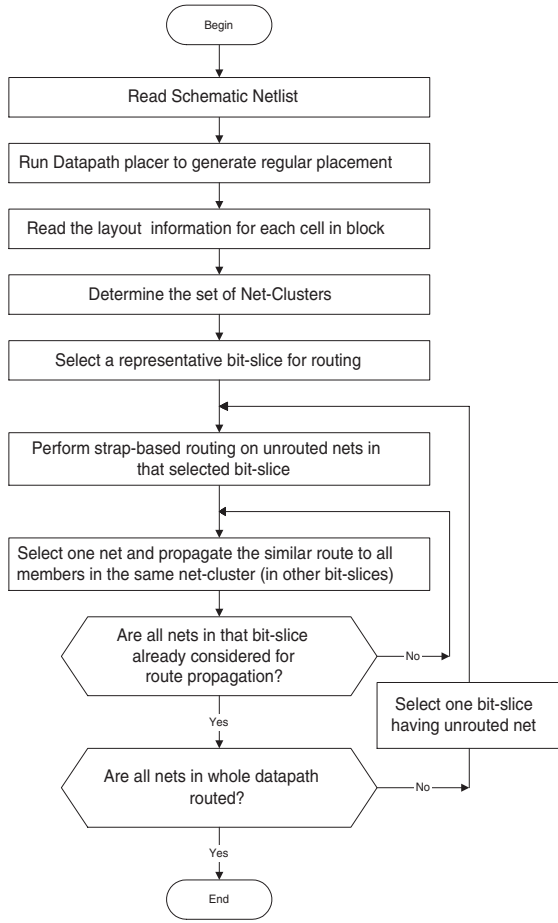 Begin
Read Schematic Netlist
Run Datapath placer to generate regular placement
Read the layout information for each cell in block
Determine the set of Net-Clusters
Select a representative bit-slice for routing
Perform strap-based routing on unrouted nets in
that selected bit-slice
Select one net and propagate the similar route to all
members in the same net-cluster (in other bit-slices)
Are all nets in that bit-slice
already considered for
route propagation?
No
Yes
Select one bit-slice
having unrouted net
Are all nets in whole datapath
routed?
No
Yes
End